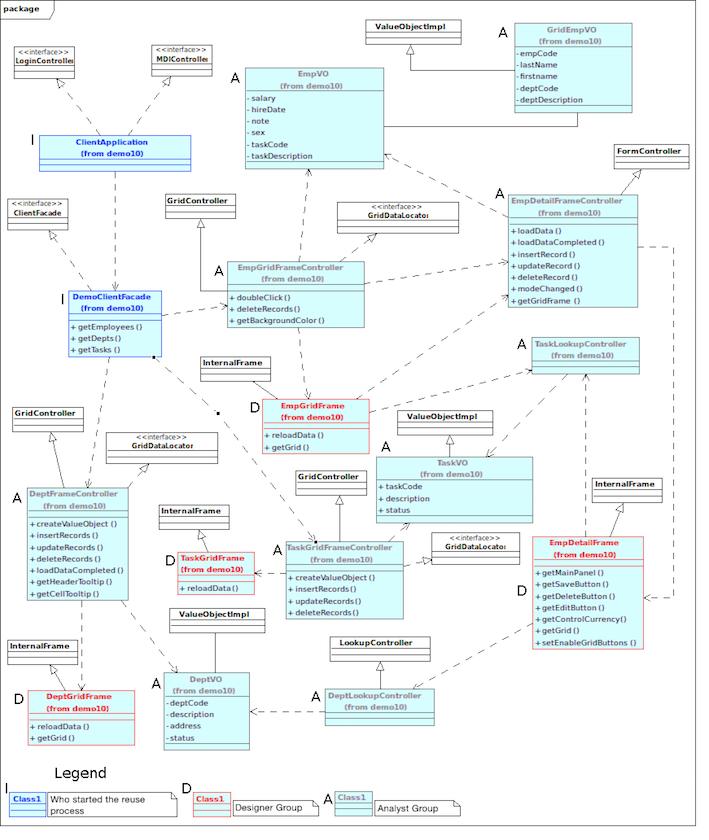 package
<<interface>>
LoginController
<<interface>>
MDIController
ValueObjectImpl
A
GridEmpVO
(from demo10)
- empCode
- lastName
- firstname
- deptCode
- deptDescription
A
EmpVO
(from demo10)
- salary
- hireDate
- note
- sex
- taskCode
- taskDescription
I
ClientApplication
(from demo10)
FormController
<<interface>>
ClientFacade
GridController
<<interface>>
GridDataLocator
A
EmpDetailFrameController
(from demo10)
+ loadData ()
+ loadDataCompleted ()
+ insertRecord ()
+ updateRecord ()
+ deleteRecord ()
+ modeChanged ()
+ getGridFrame ()
A
EmpGridFrameController
(from demo10)
+ doubleClick ()
+ deleteRecords ()
+ getBackgroundColor ()
I
DemoClientFacade
(from demo10)
+ getEmployees ()
+ getDepts ()
+ getTasks ()
A
TaskLookupController
(from demo10)
InternalFrame
D
EmpGridFrame
(from demo10)
+ reloadData ()
+ getGrid ()
GridController
<<interface>>
GridDataLocator
ValueObjectImpl
A
TaskVO
(from demo10)
+ taskCode
+ description
+ status
GridController
InternalFrame
A
DeptFrameController
(from demo10)
+ createValueObject ()
+ insertRecords ()
+ updateRecords ()
+ deleteRecords ()
+ loadDataCompleted ()
+ getHeaderTooltip ()
+ getCellTooltip ()
InternalFrame
D
TaskGridFrame
(from demo10)
+ reloadData ()
A
TaskGridFrameController
(from demo10)
+ createValueObject ()
+ insertRecords ()
+ updateRecords ()
+ deleteRecords ()
<<interface>>
GridDataLocator
D
EmpDetailFrame
(from demo10)
+ getMainPanel ()
+ getSaveButton ()
+ getDeleteButton ()
+ getEditButton ()
+ getControlCurrency ()
+ getGrid ()
+ setEnableGridButtons ()
ValueObjectImpl
InternalFrame
LookupController
D
DeptGridFrame
(from demo10)
+ reloadData ()
+ getGrid ()
A
DeptVO
(from demo10)
- deptCode
- description
- address
- status
A
DeptLookupController
(from demo10)
Legend
I
Class1
Who started the reuse
process
D
Class1
Designer Group
A
Class1
Analyst Group